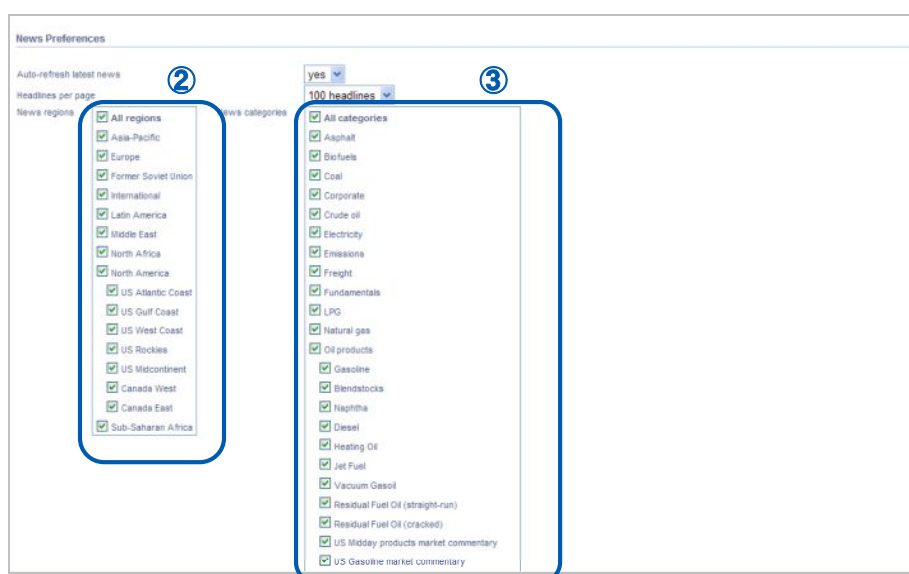 News Preferences
Auto-refresh latest news
yes
②
③
Headlines per page
100 headlines
News regions
All regions
Asia-Pacific
Europe
Former Soviet Union
International
Latin America
Middle East
North Africa
North America
US Atlantic Coast
US Gulf Coast
US West Coast
US Rockies
US Midcontinent
Canada West
Canada East
Sub-Saharan Africa
News categories
All categories
Asphalt
Biofuels
Coal
Corporate
Crude oil
Electricity
Emissions
Freight
Fundamentals
LPG
Natural gas
Oil products
Gasoline
Blendstocks
Naphtha
Diesel
Heating Oil
Jet Fuel
Vacuum Gasoil
Residual Fuel Oil (straight-run)
Residual Fuel Oil (cracked)
US Midday products market commentary
US Gasoline market commentary